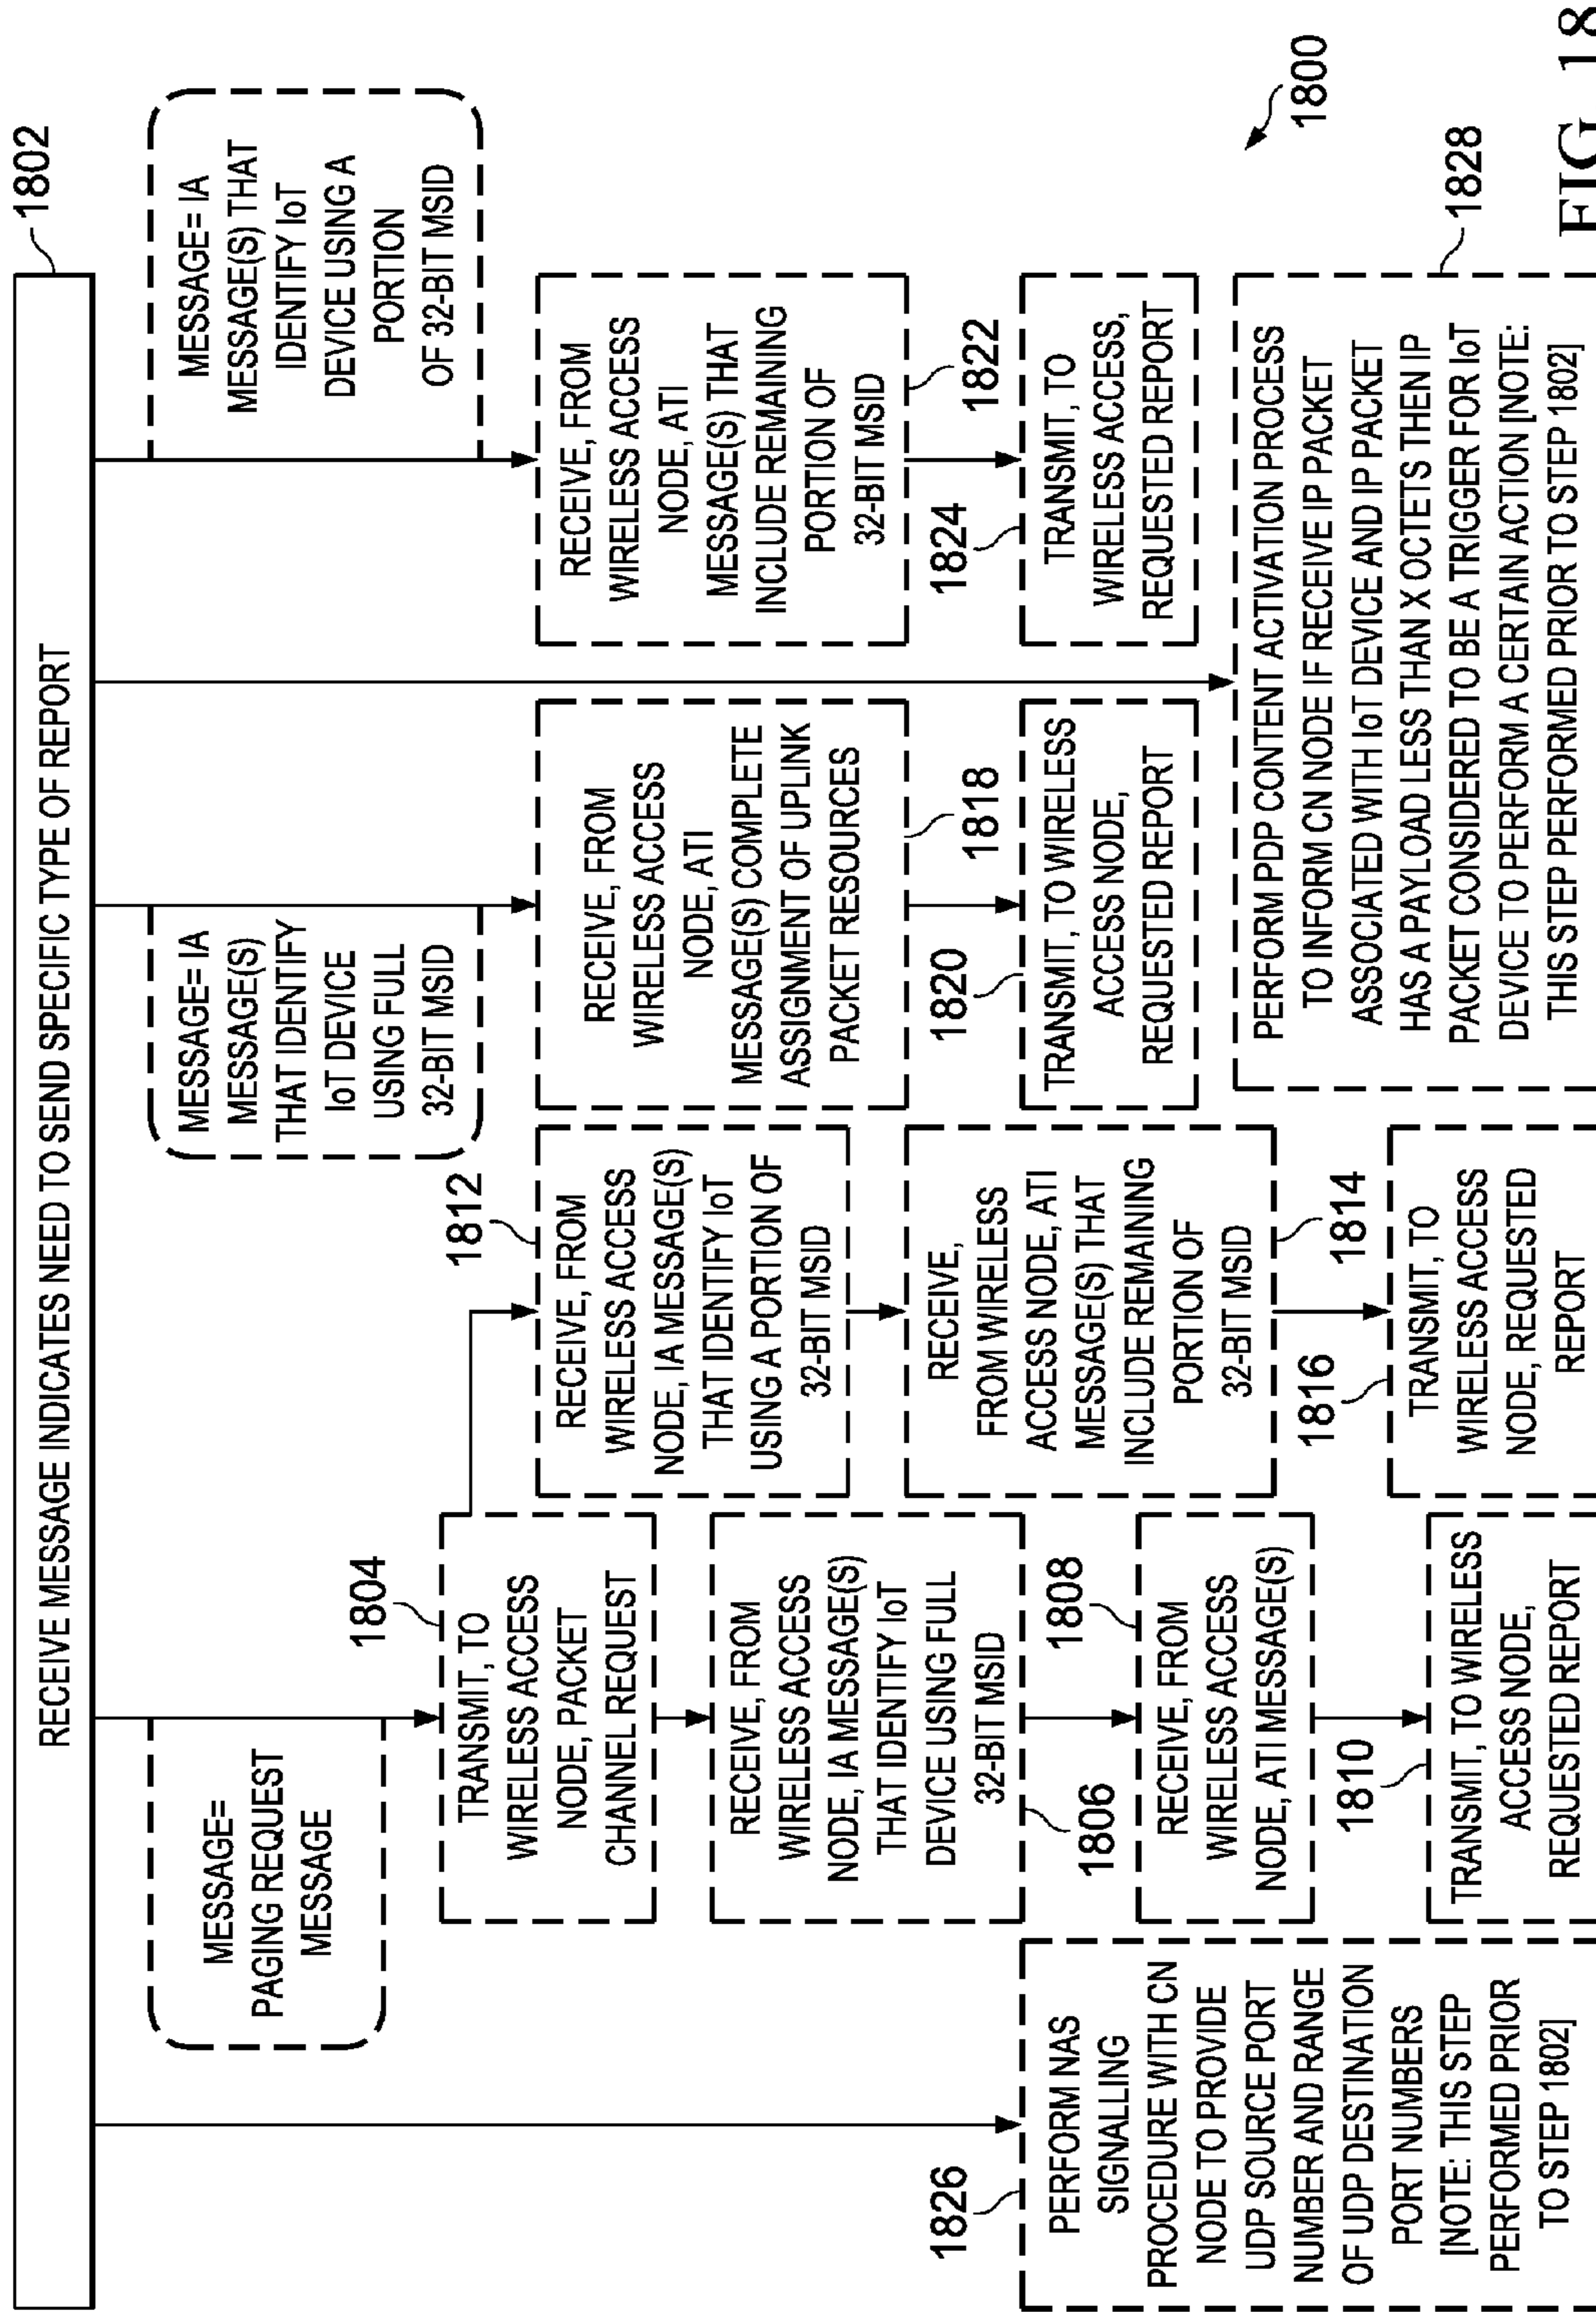 RECEIVE MESSAGE INDICATES NEED TO SEND SPECIFIC TYPE OF REPORT
1802
MESSAGE=
PAGING REQUEST
MESSAGE
MESSAGE= IA
MESSAGE(S)
THAT IDENTIFY
IoT DEVICE
USING FULL
32-BIT MSID
MESSAGE= IA
MESSAGE(S) THAT
IDENTIFY IoT
DEVICE USING A
PORTION
OF 32-BIT MSID
1826
PERFORM NAS
SIGNALLING
PROCEDURE WITH CN
NODE TO PROVIDE
UDP SOURCE PORT
NUMBER AND RANGE
OF UDP DESTINATION
PORT NUMBERS
[NOTE: THIS STEP
PERFORMED PRIOR
TO STEP 1802]
1804
TRANSMIT, TO
WIRELESS ACCESS
NODE, PACKET
CHANNEL REQUEST
RECEIVE, FROM
WIRELESS ACCESS
NODE, IA MESSAGE(S)
THAT IDENTIFY IoT
DEVICE USING FULL
32-BIT MSID
1806
1808
RECEIVE, FROM
WIRELESS ACCESS
NODE, ATI MESSAGE(S)
1810
TRANSMIT, TO WIRELESS
ACCESS NODE,
REQUESTED REPORT
1812
RECEIVE, FROM
WIRELESS ACCESS
NODE, IA MESSAGE(S)
THAT IDENTIFY IoT
USING A PORTION OF
32-BIT MSID
RECEIVE,
FROM WIRELESS
ACCESS NODE, ATI
MESSAGE(S) THAT
INCLUDE REMAINING
PORTION OF
32-BIT MSID
1814
1816
TRANSMIT, TO
WIRELESS ACCESS
NODE, REQUESTED
REPORT
RECEIVE, FROM
WIRELESS ACCESS
NODE, ATI
MESSAGE(S) COMPLETE
ASSIGNMENT OF UPLINK
PACKET RESOURCES
1818
1820
TRANSMIT, TO WIRELESS
ACCESS NODE,
REQUESTED REPORT
RECEIVE, FROM
WIRELESS ACCESS
NODE, ATI
MESSAGE(S) THAT
INCLUDE REMAINING
PORTION OF
32-BIT MSID
1822
1824
TRANSMIT, TO
WIRELESS ACCESS,
REQUESTED REPORT
PERFORM PDP CONTENT ACTIVATION PROCESS
TO INFORM CN NODE IF RECEIVE IP PACKET
ASSOCIATED WITH IoT DEVICE AND IP PACKET
HAS A PAYLOAD LESS THAN X OCTETS THEN IP
PACKET CONSIDERED TO BE A TRIGGER FOR IoT
DEVICE TO PERFORM A CERTAIN ACTION [NOTE:
THIS STEP PERFORMED PRIOR TO STEP 1802]
1828
1800
FIG. 18